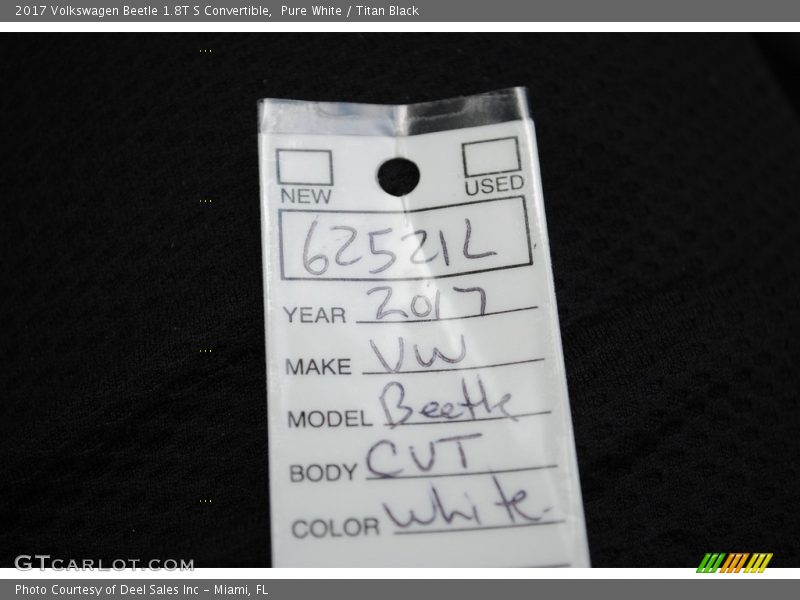 2017 Volkswagen Beetle 1.8T S Convertible,  Pure White / Titan Black
NEW
USED
62521L
YEAR 2017
MAKE VW
MODEL Beetle
BODY CVT
COLOR White.
GTCARLOT.COM
Photo Courtesy of Deel Sales Inc - Miami, FL